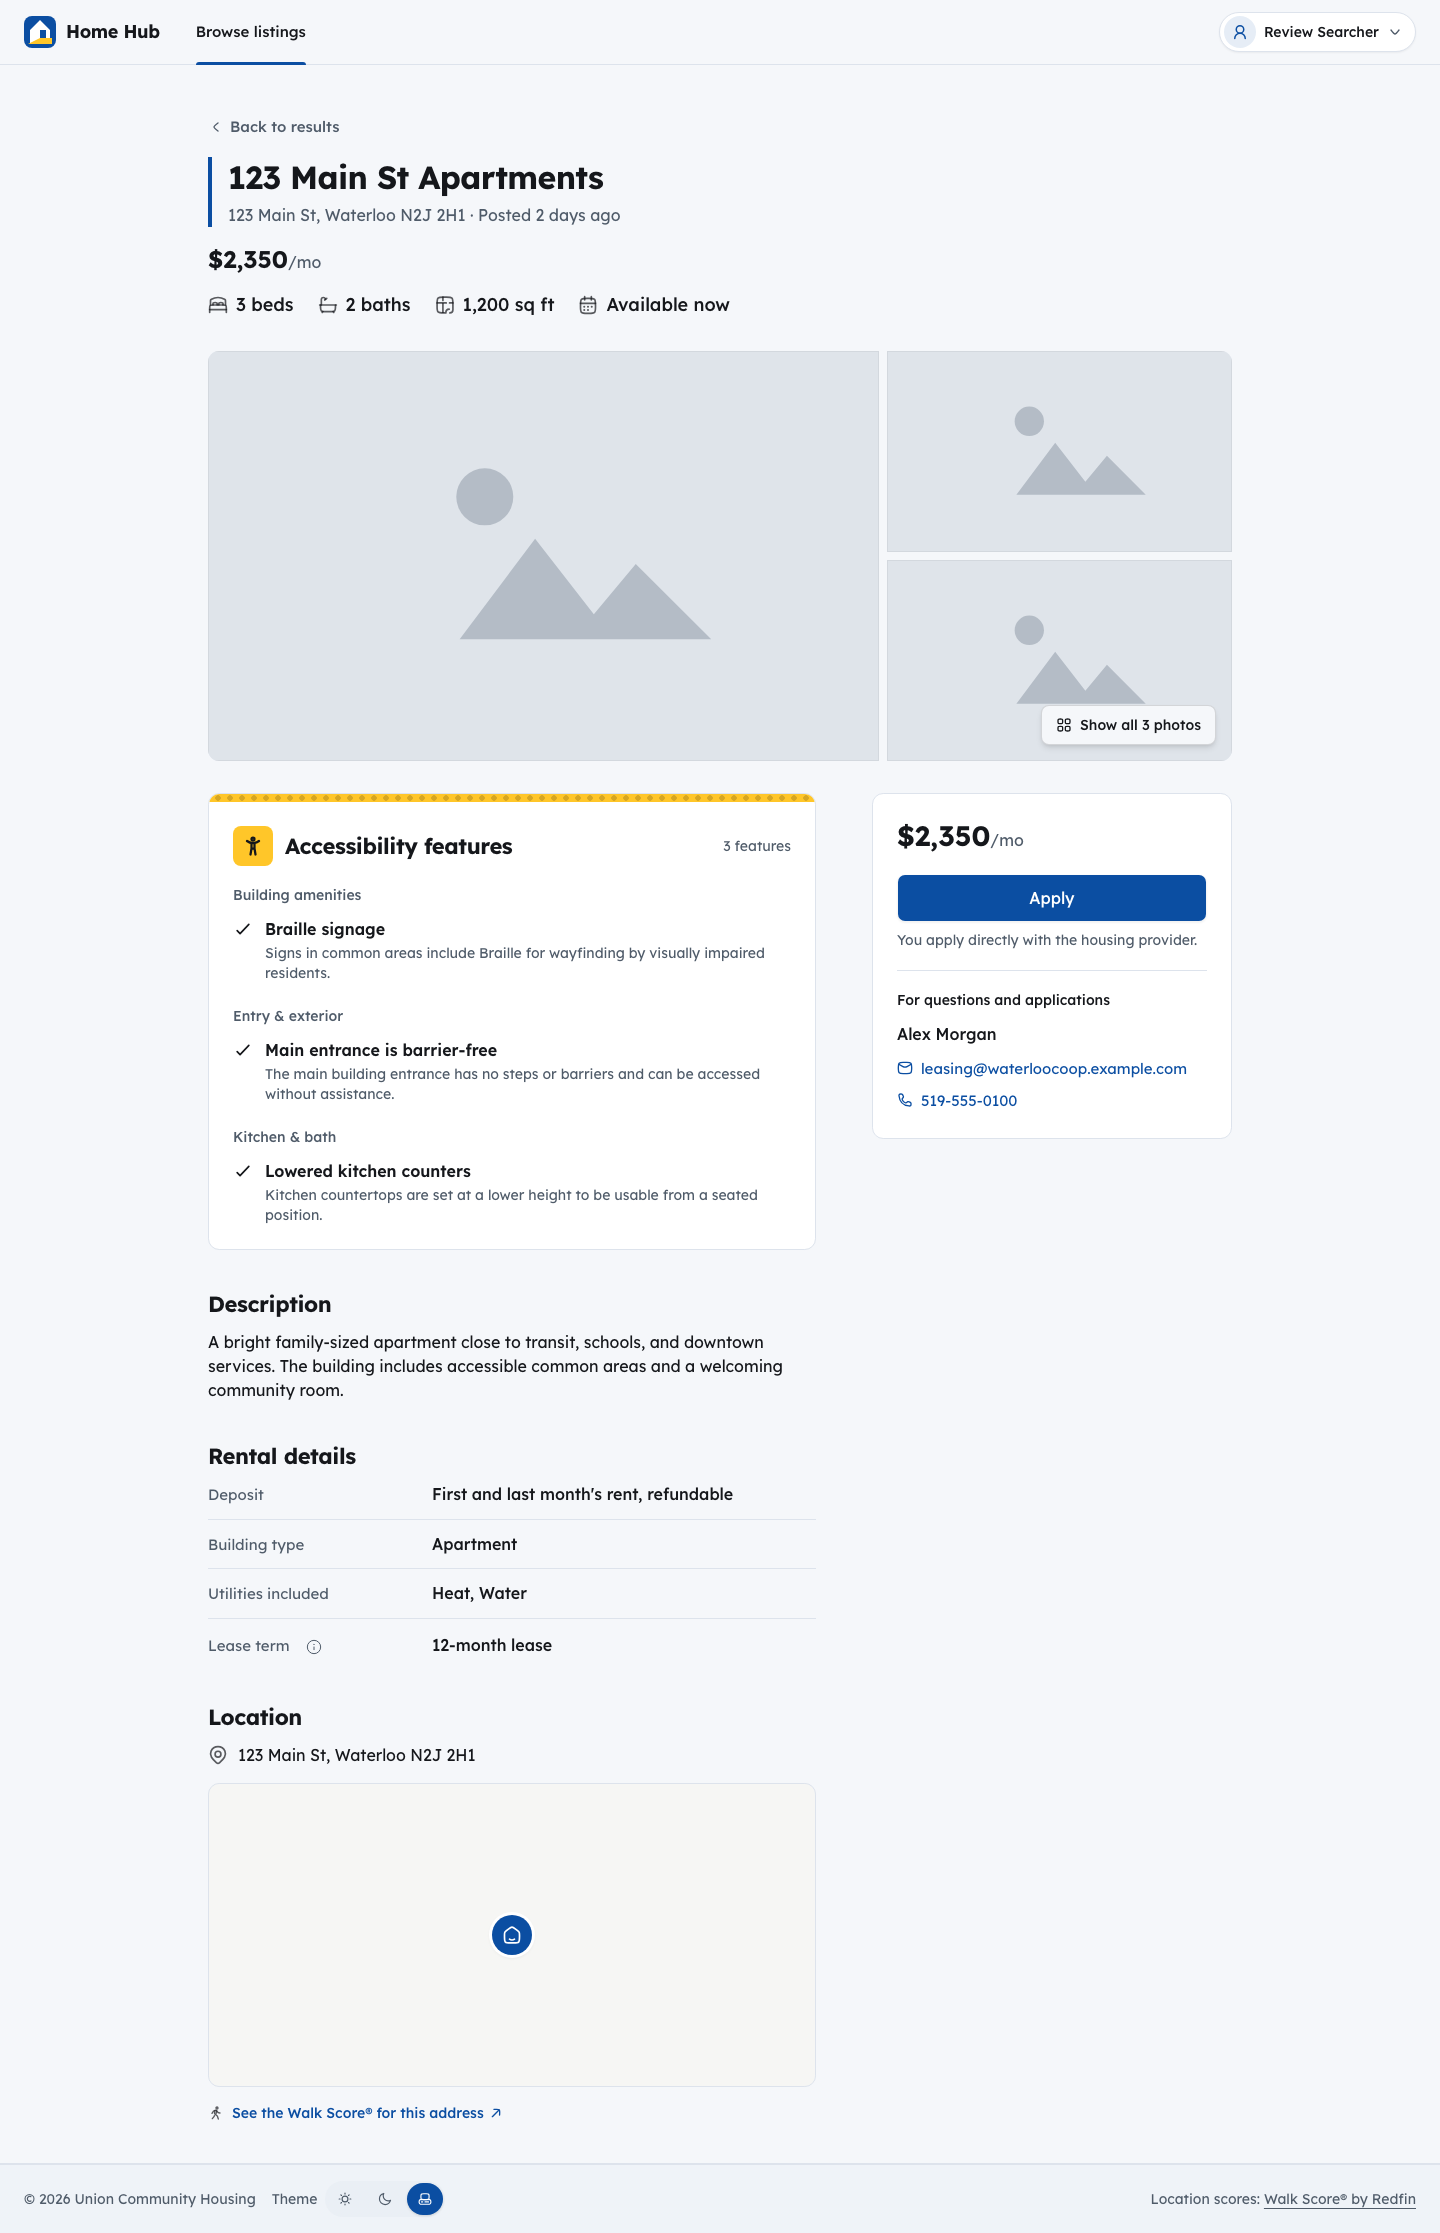 Home Hub
Browse listings
Review Searcher
Back to results
123 Main St Apartments
123 Main St, Waterloo N2J 2H1 · Posted 2 days ago
$2,350/mo
3 beds
2 baths
1,200 sq ft
Available now
Show all 3 photos
Accessibility features
3 features
Building amenities
Braille signage
Signs in common areas include Braille for wayfinding by visually impaired
residents.
Entry & exterior
Main entrance is barrier-free
The main building entrance has no steps or barriers and can be accessed
without assistance.
Kitchen & bath
Lowered kitchen counters
Kitchen countertops are set at a lower height to be usable from a seated
position.
$2,350/mo
Apply
You apply directly with the housing provider.
For questions and applications
Alex Morgan
leasing@waterloocoop.example.com
519-555-0100
Description
A bright family-sized apartment close to transit, schools, and downtown
services. The building includes accessible common areas and a welcoming
community room.
Rental details
Deposit
First and last month's rent, refundable
Building type
Apartment
Utilities included
Heat, Water
Lease term
12-month lease
Location
123 Main St, Waterloo N2J 2H1
See the Walk Score® for this address
© 2026 Union Community Housing
Theme
Location scores: Walk Score® by Redfin